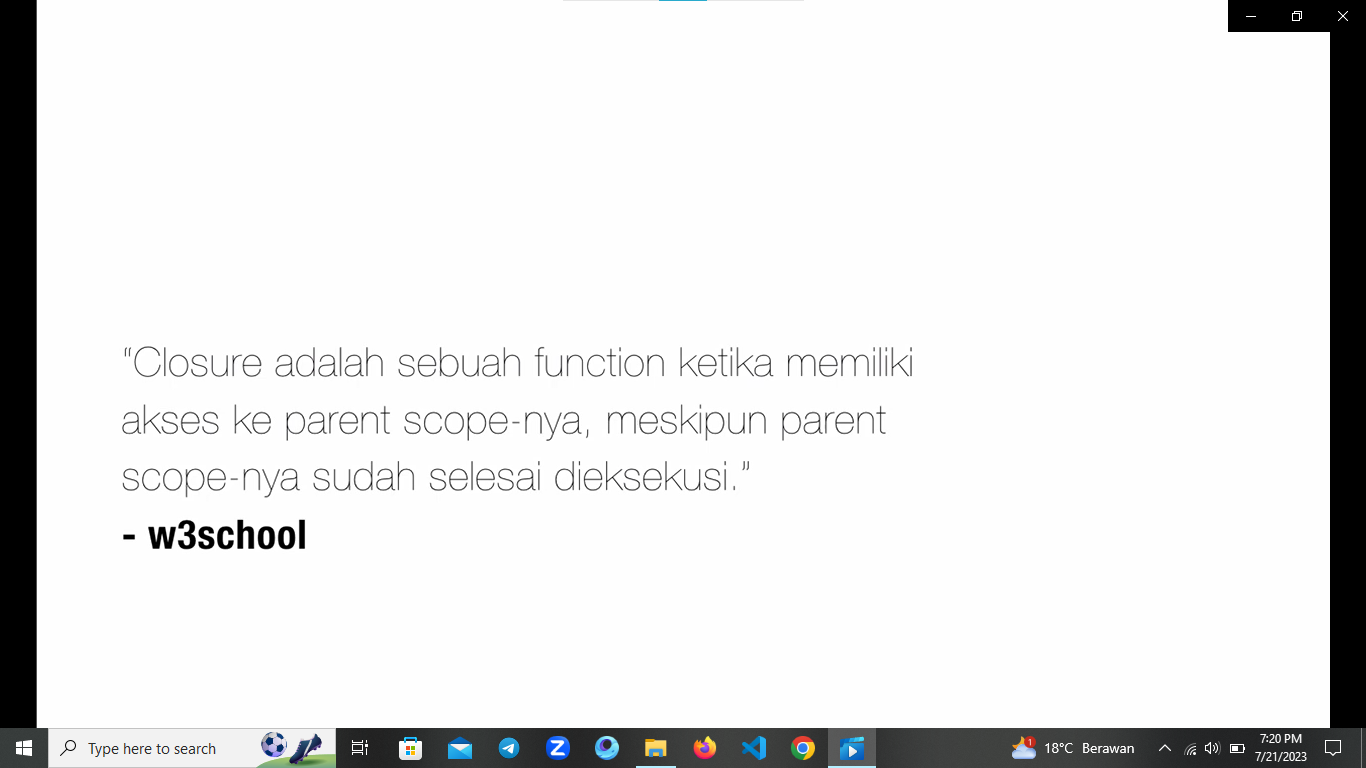 “Closure adalah sebuah function ketika memiliki
akses ke parent scope-nya, meskipun parent
scope-nya sudah selesai dieksekusi.”
- w3school
Type here to search
1
18°C Berawan
7:20 PM
7/21/2023